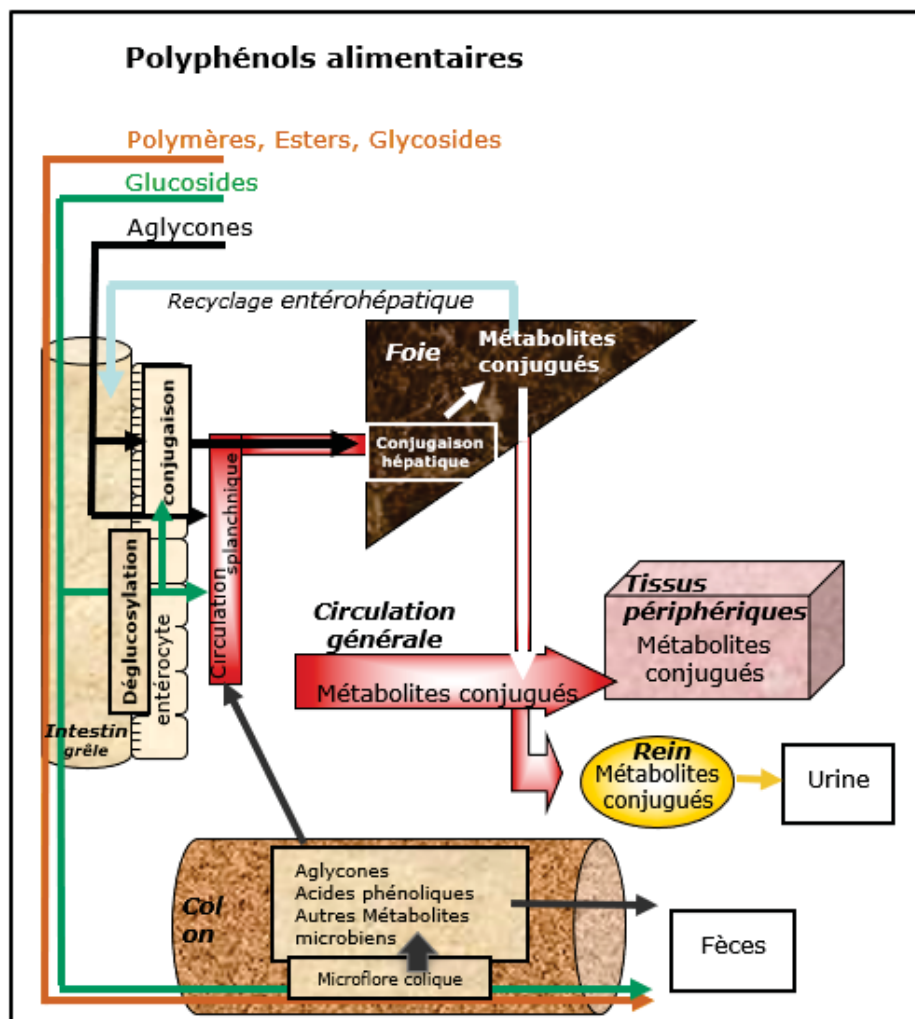 Polyphénols alimentaires
Polymères, Esters, Glycosides
Glucosides
Aglycones
Recyclage entérohépatique
Foie
Métabolites
conjugués
Conjugaison
hépatique
conjugaison
Circulation
splanchnique
Déglucosylation
entérocyte
Intestin
grêle
Circulation
générale
Métabolites conjugués
Tissus
périphériques
Métabolites
conjugués
Rein
Métabolites
conjugués
Urine
Col
on
Aglycones
Acides phénoliques
Autres Métabolites
microbiens
Microflore colique
Fèces